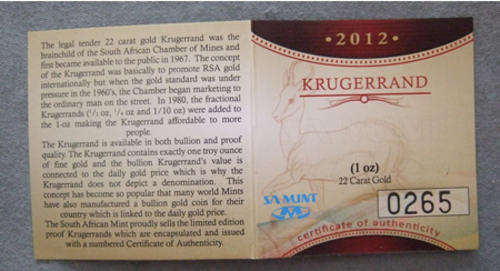 The legal tender 22 carat gold Krugerrand was the
brainchild of the South African Chamber of Mines and
first became available to the public in 1967. The concept
of the Krugerrand was basically to promote RSA gold
internationally but when the gold standard was under
pressure in the 1960's, the Chamber began marketing to
the ordinary man on the street. In 1980, the fractional
Krugerrands (1/2 oz, 1/4 oz and 1/10 oz) were added to
the 1-oz making the Krugerrand affordable to more
people.
The Krugerrand is available in both bullion and proof
quality. The Krugerrand contains exactly one troy ounce
of fine gold and the bullion Krugerrand's value is
connected to the daily gold price which is why the
Krugerrand does not depict a denomination. This
concept has become so popular that many world Mints
have also manufactured a bullion gold coin for their
country which is linked to the daily gold price.
The South African Mint proudly sells the limited edition
proof Krugerrands which are encapsulated and issued
with a numbered Certificate of Authenticity.
• 2012 •
KRUGERRAND
(1 oz)
22 Carat Gold
SA MINT
0265
certificate of authenticity